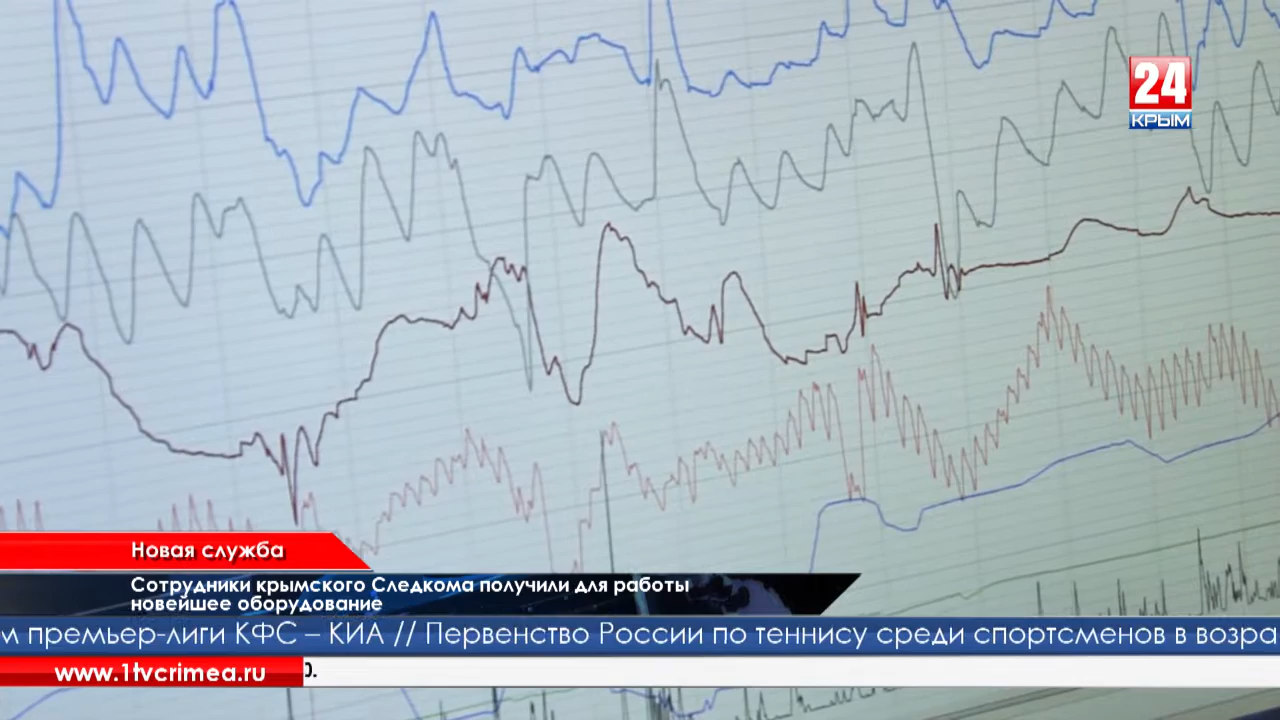 24
КРЫМ
Новая служба
Сотрудники крымского Следкома получили для работы
новейшее оборудование
премьер-лиги КФС – КИА // Первенство России по теннису среди спортсменов в
www.1tvcrimea.ru